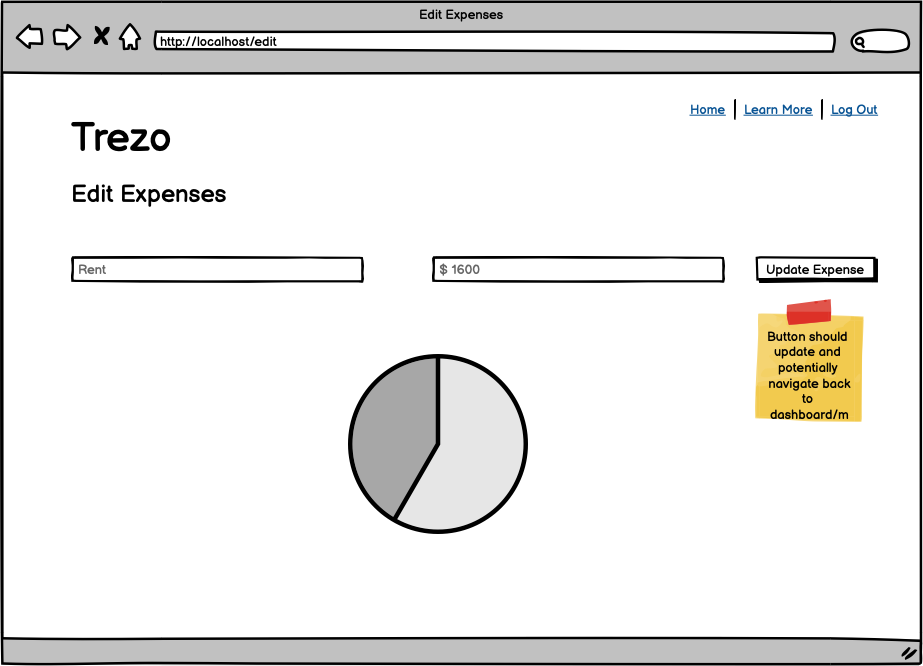 Edit Expenses
http://localhost/edit
Home | Learn More | Log Out
Trezo
Edit Expenses
Rent
$ 1600
Update Expense
Button should
update and
potentially
navigate back
to
dashboard/m